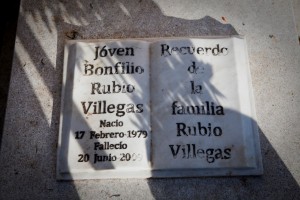 Jóven
Bonfilio
Rubio
Villegas
Nacio
17 Febrero-1979
Fallecio
20 Junio
Recuerdo
de
la
familia
Rubio
Villegas